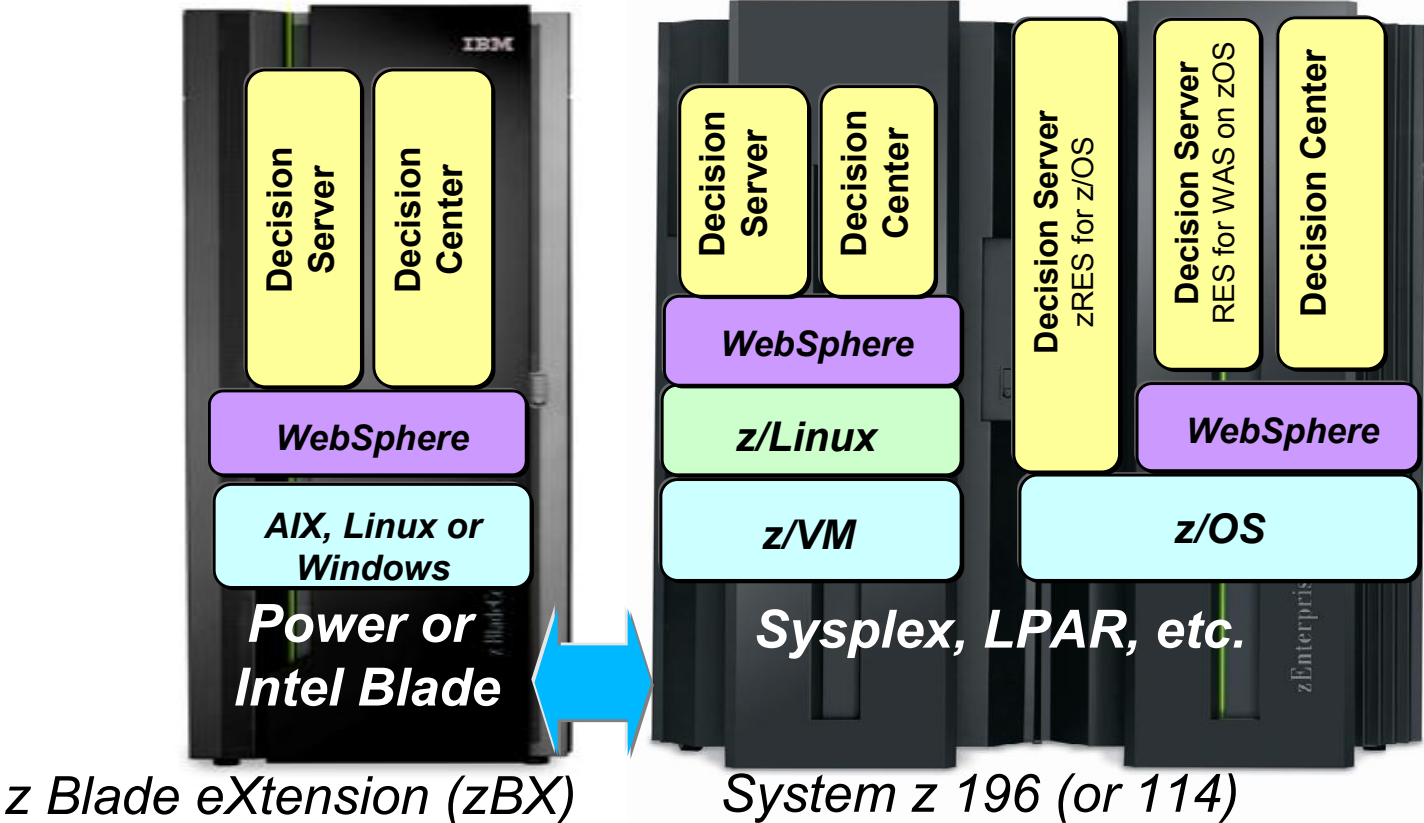 IBM
Decision
Server
Decision
Center
WebSphere
AIX, Linux or
Windows
Power or
Intel Blade
z BladeCe
z Blade eXtension (zBX)
Decision
Server
Decision
Center
WebSphere
z/Linux
z/VM
Decision Server
zRES for z/OS
Decision Server
RES for WAS on zOS
Decision Center
WebSphere
z/OS
Sysplex, LPAR, etc.
zEnterpris
System z 196 (or 114)